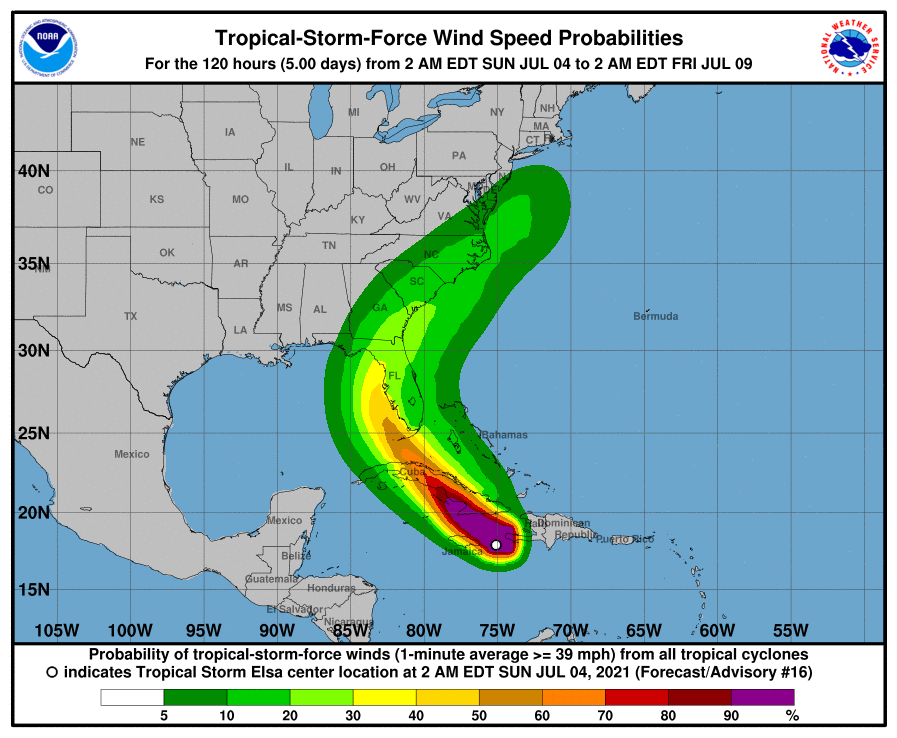 Tropical-Storm-Force Wind Speed Probabilities
For the 120 hours (5.00 days) from 2 AM EDT SUN JUL 04 to 2 AM EDT FRI JUL 09
NOAA
NATIONAL WEATHER SERVICE
MI
NY
NH
MA
CT
NE
IA
IL
IN
OH
PA
NJ
DE
40N
CO
KS
MO
KY
WV
VA
35N
NM
OK
AR
TN
NC
SC
TX
LA
MS
AL
GA
Bermuda
30N
FL
25N
Mexico
Bahamas
Cuba
20N
Mexico
Haiti
Dominican
Republic
Puerto Rico
Jamaica
Belize
Guatemala
Honduras
15N
El Salvador
Nicaragua
105W 100W 95W 90W 85W 80W 75W 70W 65W 60W 55W
Probability of tropical-storm-force winds (1-minute average >= 39 mph) from all tropical cyclones
indicates Tropical Storm Elsa center location at 2 AM EDT SUN JUL 04, 2021 (Forecast/Advisory #16)
5 10 20 30 40 50 60 70 80 90 %